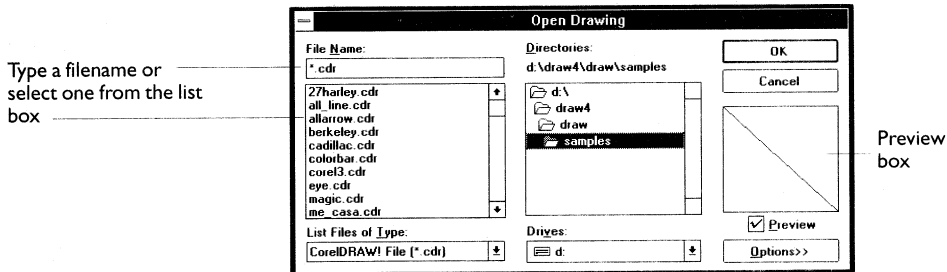 Open Drawing
Type a filename or
select one from the list
box
File Name:
*.cdr
27harley.cdr
all_line.cdr
allarrow.cdr
berkeley.cdr
cadillac.cdr
colorbar.cdr
corel3.cdr
eye.cdr
magic.cdr
me_casa.cdr
List Files of Type:
CorelDRAW! File (*.cdr)
Directories:
d:\draw4\draw\samples
d:\
draw4
draw
samples
Drives:
d:
OK
Cancel
Preview
box
Preview
Options>>